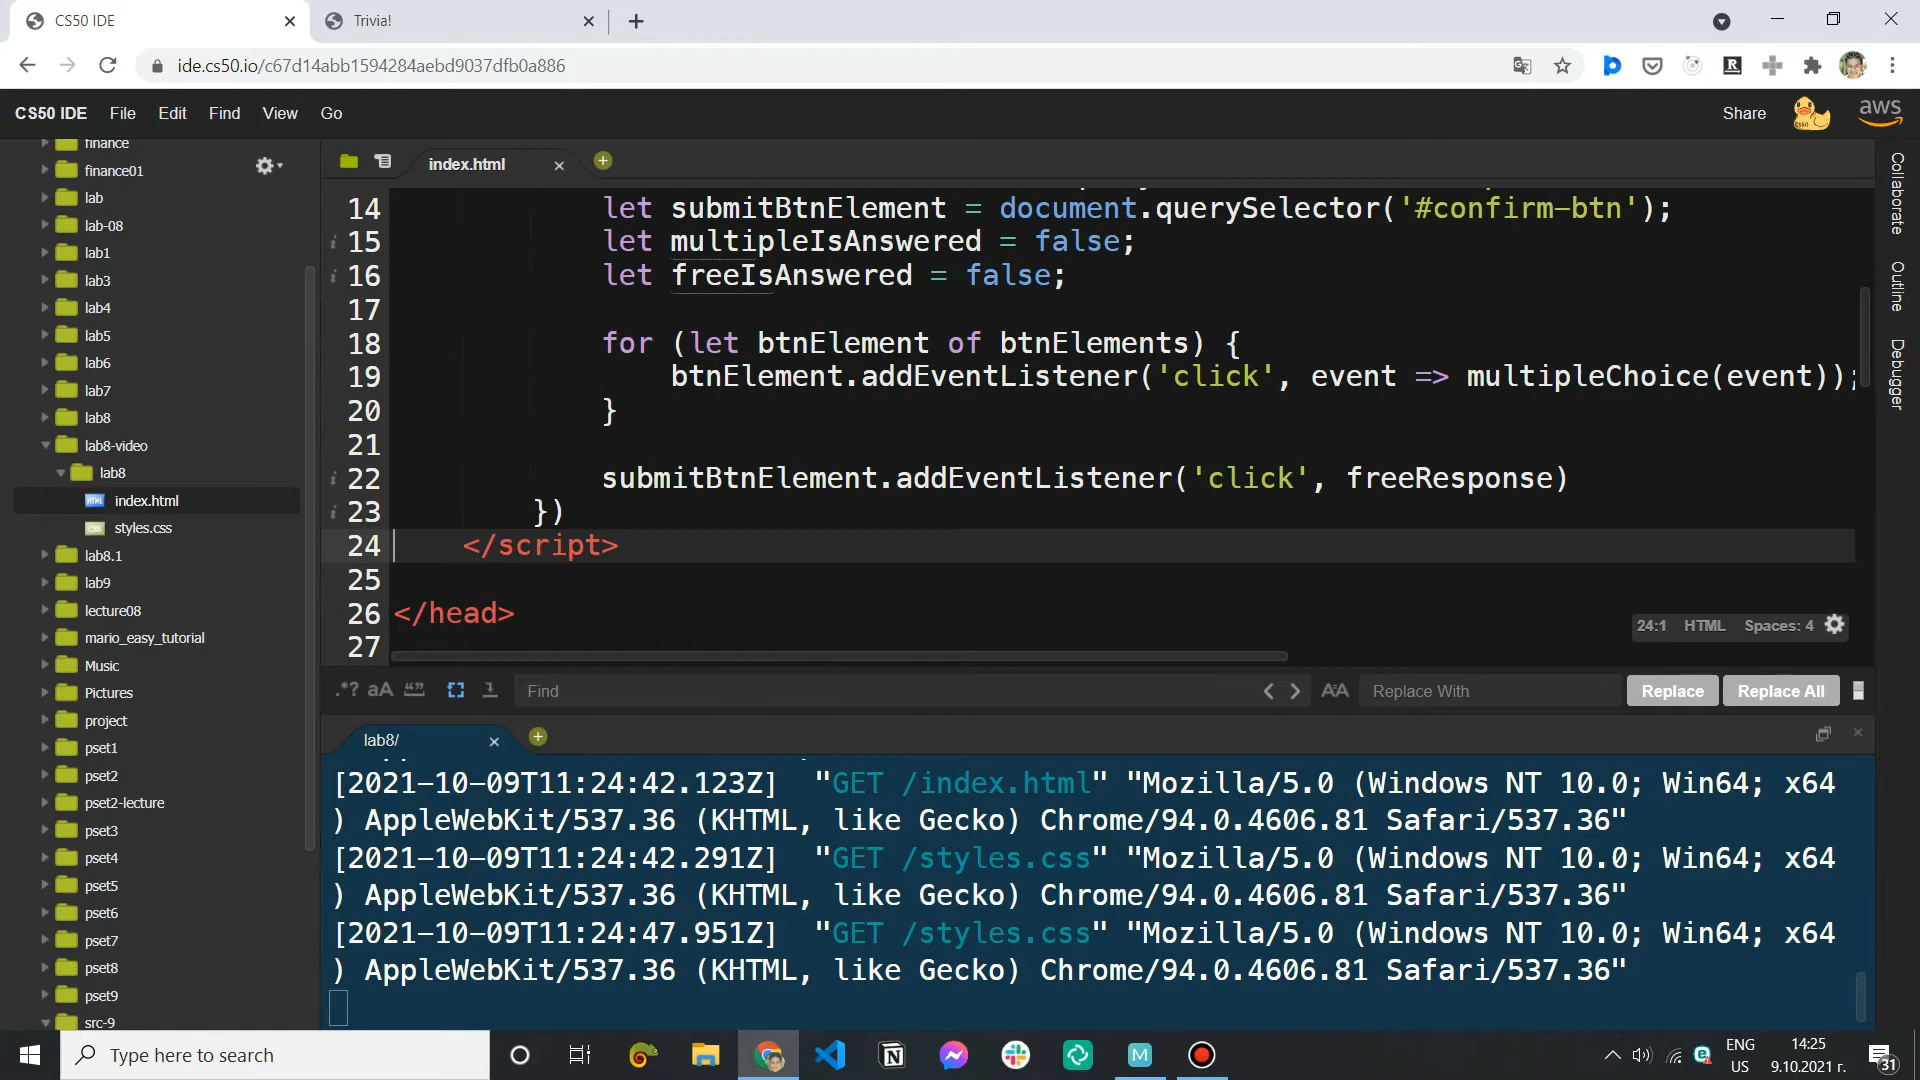 CS50 IDE
Trivia!
ide.cs50.io/c67d14abb1594284aebd9037dfb0a886
CS50 IDE File Edit Find View Go
Share
aws
finance
finance01
lab
lab-08
lab1
lab3
lab4
lab5
lab6
lab7
lab8
lab8-video
lab8
index.html
styles.css
lab8.1
lab9
lecture08
mario_easy_tutorial
Music
Pictures
project
pset1
pset2
pset2-lecture
pset3
pset4
pset5
pset6
pset7
pset8
pset9
src-9
index.html
14 let submitBtnElement = document.querySelector('#confirm-btn');
15 let multipleIsAnswered = false;
16 let freeIsAnswered = false;
17
18 for (let btnElement of btnElements) {
19 btnElement.addEventListener('click', event => multipleChoice(event));
20 }
21
22 submitBtnElement.addEventListener('click', freeResponse)
23 })
24 </script>
25
26 </head>
27
24:1 HTML Spaces: 4
Collaborate
Outline
Debugger
.*? aA “” Find
AA Replace With Replace Replace All
lab8/
[2021-10-09T11:24:42.123Z] "GET /index.html" "Mozilla/5.0 (Windows NT 10.0; Win64; x64
) AppleWebKit/537.36 (KHTML, like Gecko) Chrome/94.0.4606.81 Safari/537.36"
[2021-10-09T11:24:42.291Z] "GET /styles.css" "Mozilla/5.0 (Windows NT 10.0; Win64; x64
) AppleWebKit/537.36 (KHTML, like Gecko) Chrome/94.0.4606.81 Safari/537.36"
[2021-10-09T11:24:47.951Z] "GET /styles.css" "Mozilla/5.0 (Windows NT 10.0; Win64; x64
) AppleWebKit/537.36 (KHTML, like Gecko) Chrome/94.0.4606.81 Safari/537.36"
Type here to search
ENG
US
14:25
9.10.2021 г.
31